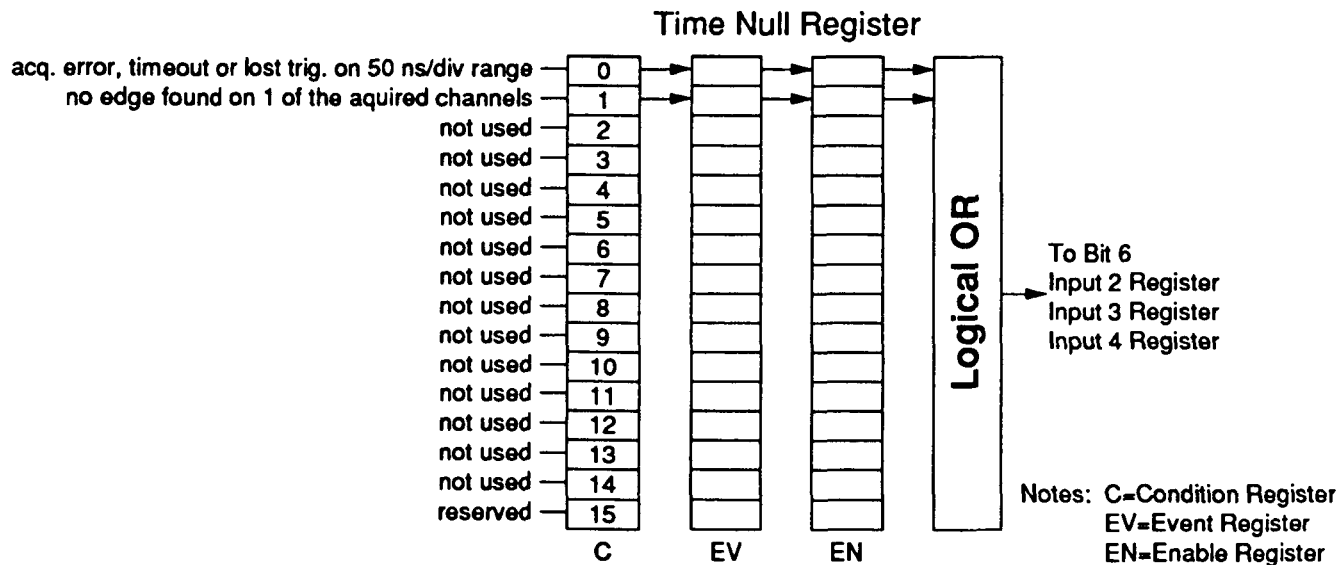 Time Null Register
acq. error, timeout or lost trig. on 50 ns/div range 0
no edge found on 1 of the aquired channels 1
not used 2
not used 3
not used 4
not used 5
not used 6
not used 7
not used 8
not used 9
not used 10
not used 11
not used 12
not used 13
not used 14
reserved 15
C EV EN
Logical OR
To Bit 6
Input 2 Register
Input 3 Register
Input 4 Register
Notes: C=Condition Register
EV=Event Register
EN=Enable Register